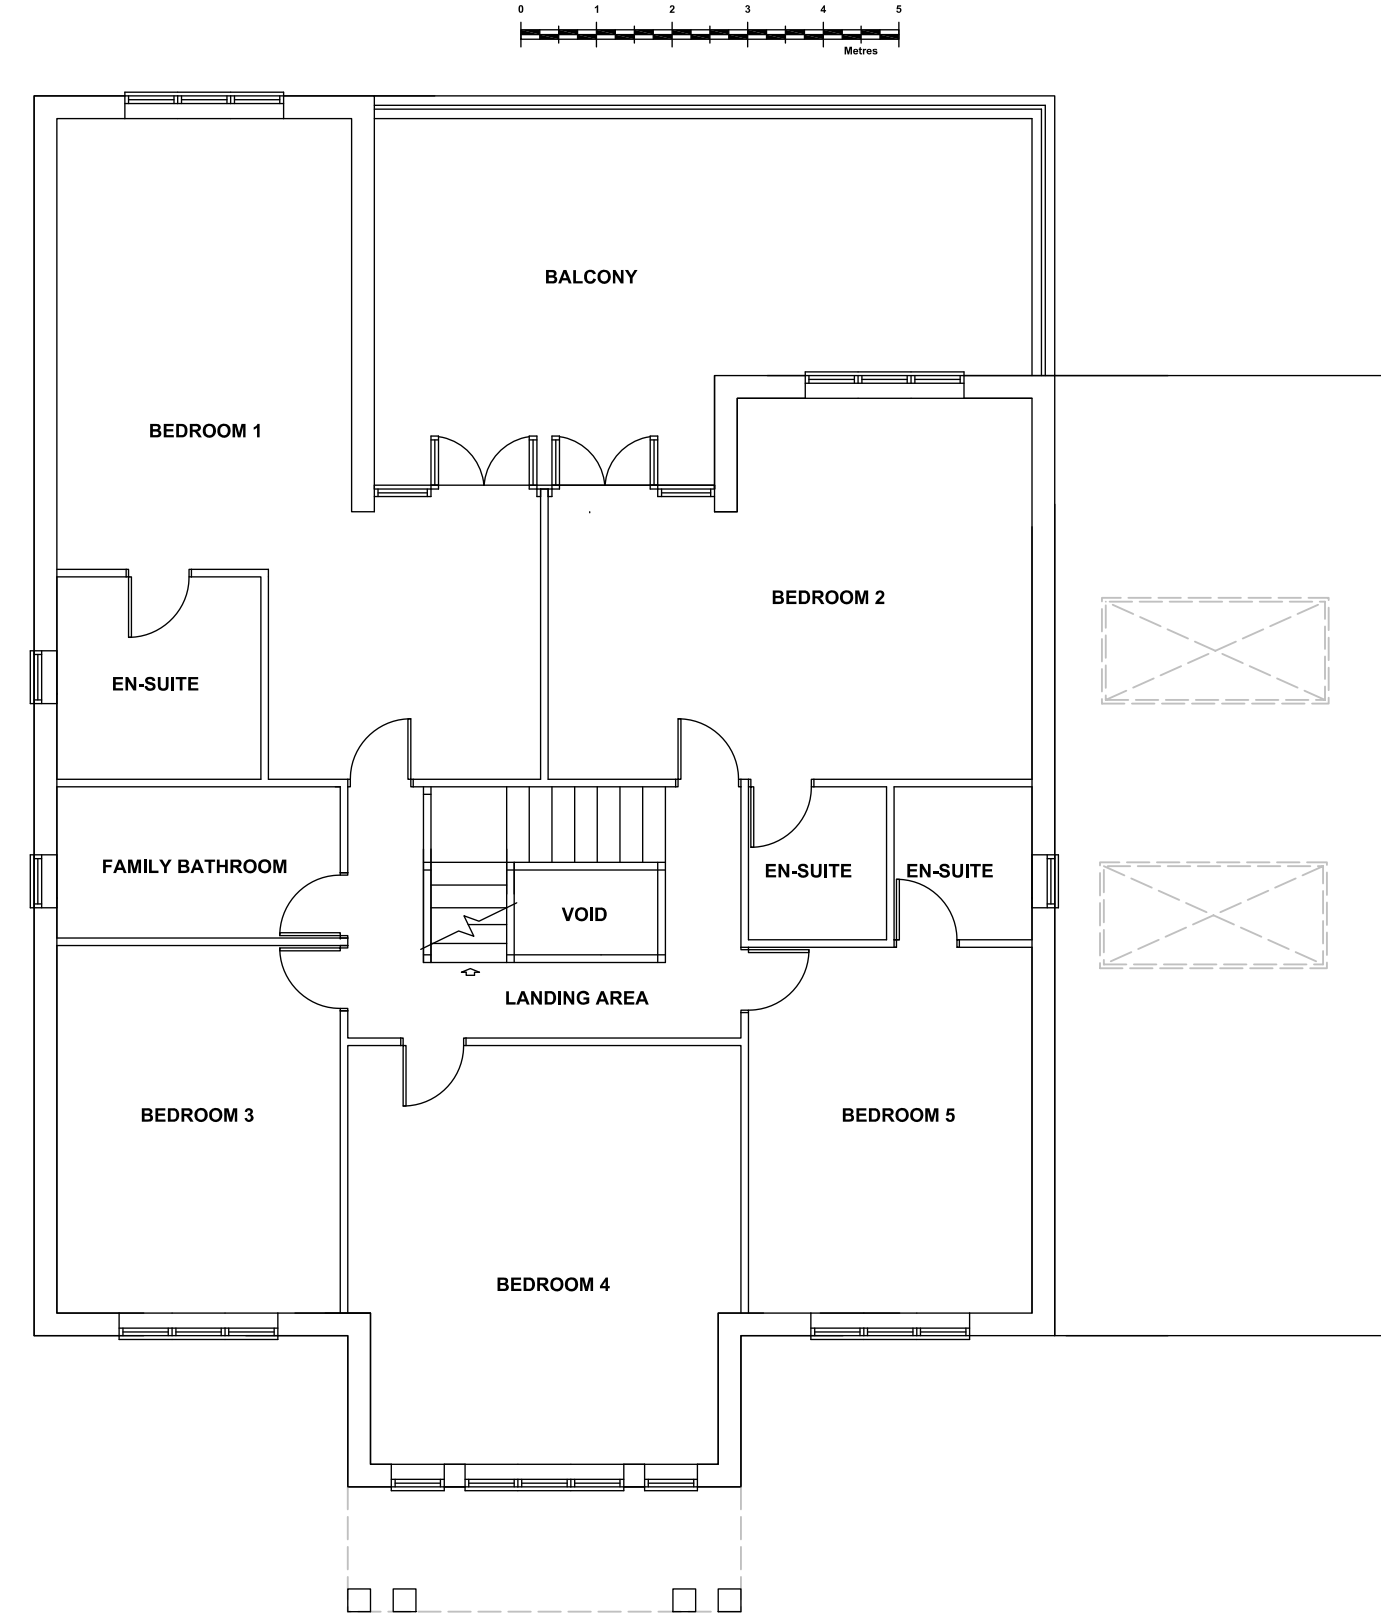 0 1 2 3 4 5
Metres
BALCONY
BEDROOM 1
BEDROOM 2
EN-SUITE
FAMILY BATHROOM
EN-SUITE
EN-SUITE
VOID
LANDING AREA
BEDROOM 3
BEDROOM 5
BEDROOM 4